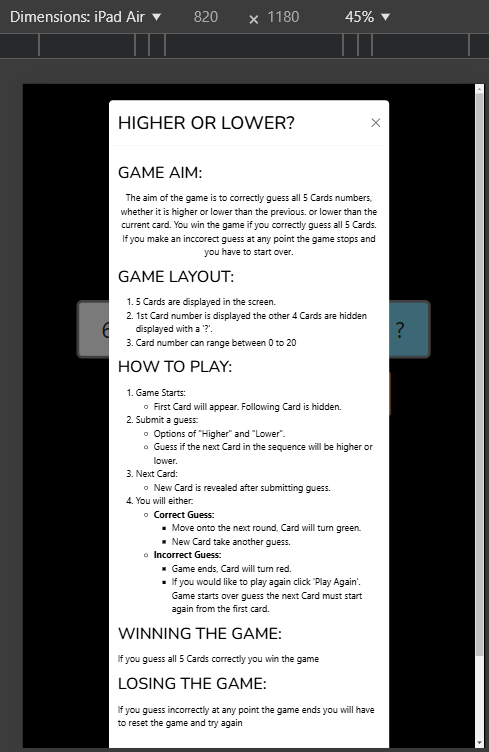 Dimensions: iPad Air ▼ 820 × 1180 45% ▼
HIGHER OR LOWER? ×
GAME AIM:
The aim of the game is to correctly guess all 5 Cards numbers,
whether it is higher or lower than the previous. or lower than the
current card. You win the game if you correctly guess all 5 Cards.
If you make an inccorect guess at any point the game stops and
you have to start over.
GAME LAYOUT:
1. 5 Cards are displayed in the screen.
2. 1st Card number is displayed the other 4 Cards are hidden
displayed with a '?'.
3. Card number can range between 0 to 20
6 ?
HOW TO PLAY:
1. Game Starts:
First Card will appear. Following Card is hidden.
2. Submit a guess:
Options of "Higher" and "Lower".
Guess if the next Card in the sequence will be higher or
lower.
3. Next Card:
New Card is revealed after submitting guess.
4. You will either:
Correct Guess:
Move onto the next round, Card will turn green.
New Card take another guess.
Incorrect Guess:
Game ends, Card will turn red.
If you would like to play again click 'Play Again'.
Game starts over guess the next Card must start
again from the first card.
WINNING THE GAME:
If you guess all 5 Cards correctly you win the game
LOSING THE GAME:
If you guess incorrectly at any point the game ends you will have
to reset the game and try again